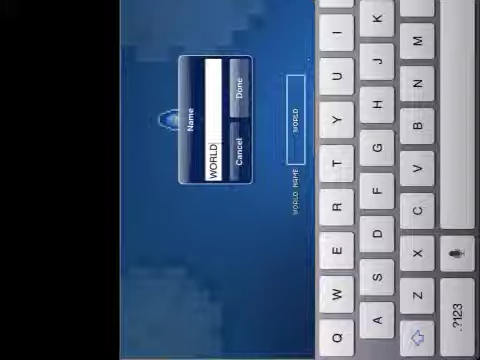 Name
WORLD
Cancel Done
WORLD NAME WORLD
Q W E R T Y U I
A S D F G H J K
Z X C V B N M
.?123